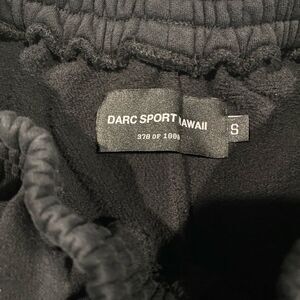 DARC SPORT HAWAII
378 OF 1000
S